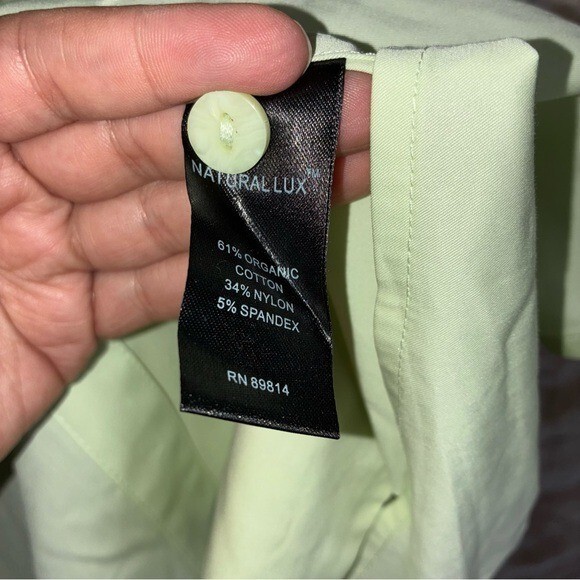 NATURALLUX™
61% ORGANIC
COTTON
34% NYLON
5% SPANDEX
RN 89814